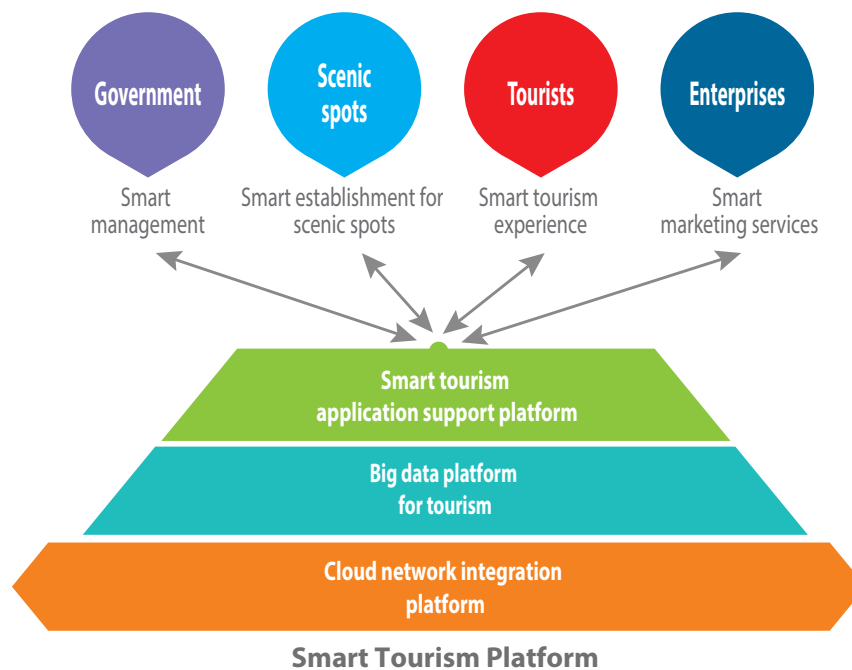 Government
Scenic
spots
Tourists
Enterprises
Smart
management
Smart establishment for
scenic spots
Smart tourism
experience
Smart
marketing services
Smart tourism
application support platform
Big data platform
for tourism
Cloud network integration
platform
Smart Tourism Platform